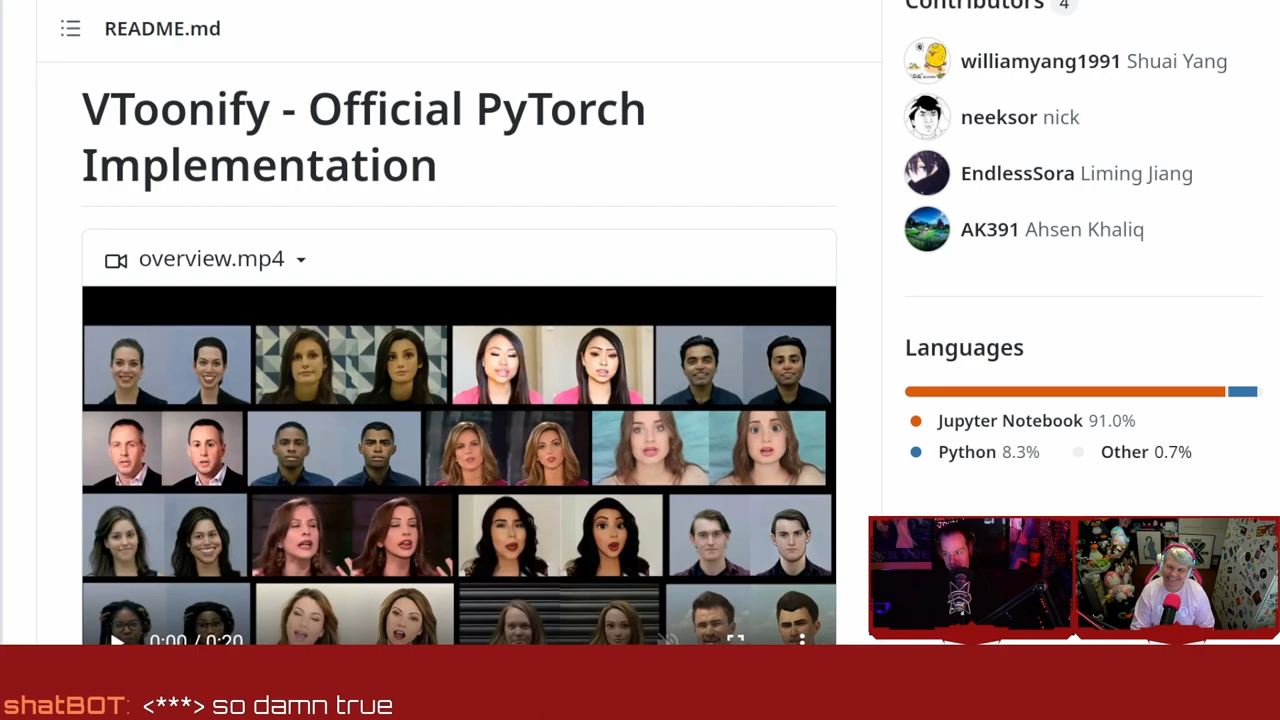 Contributors 4
README.md
williamyang1991 Shuai Yang
VToonify - Official PyTorch
Implementation
neeksor nick
EndlessSora Liming Jiang
AK391 Ahsen Khaliq
overview.mp4
Languages
Jupyter Notebook 91.0%
Python 8.3%
Other 0.7%
0:00 / 0:20
shatBOT: <***> so damn true